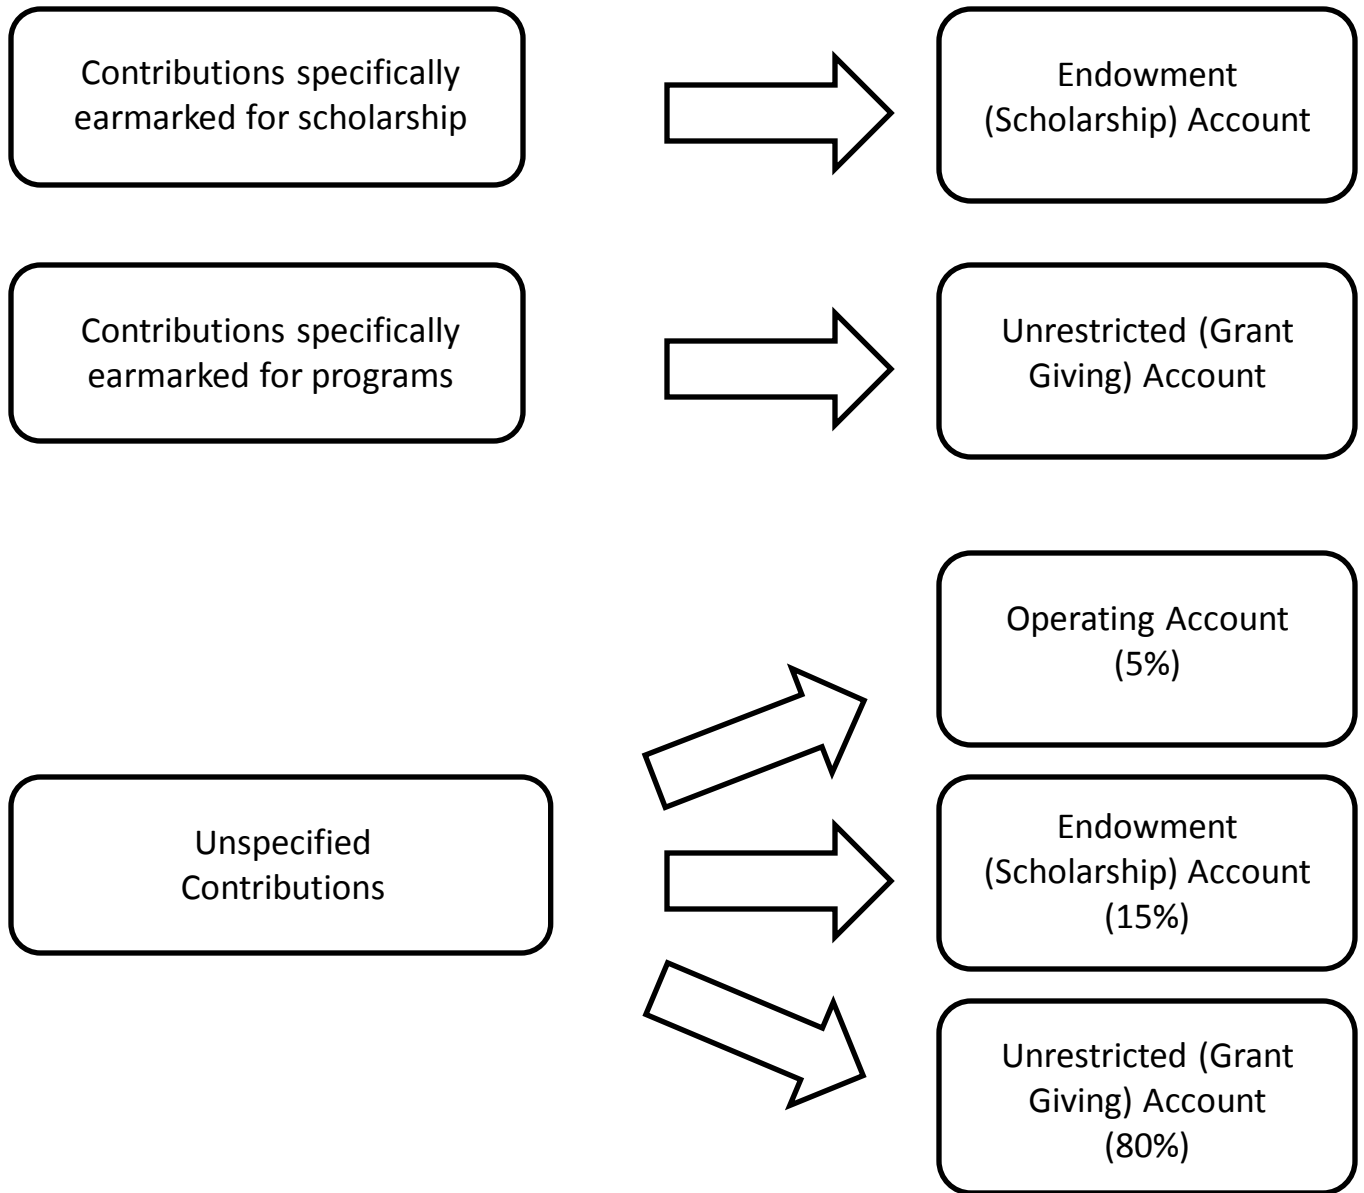 Contributions specifically
earmarked for scholarship
Endowment
(Scholarship) Account
Contributions specifically
earmarked for programs
Unrestricted (Grant
Giving) Account
Unspecified
Contributions
Operating Account
(5%)
Endowment
(Scholarship) Account
(15%)
Unrestricted (Grant
Giving) Account
(80%)